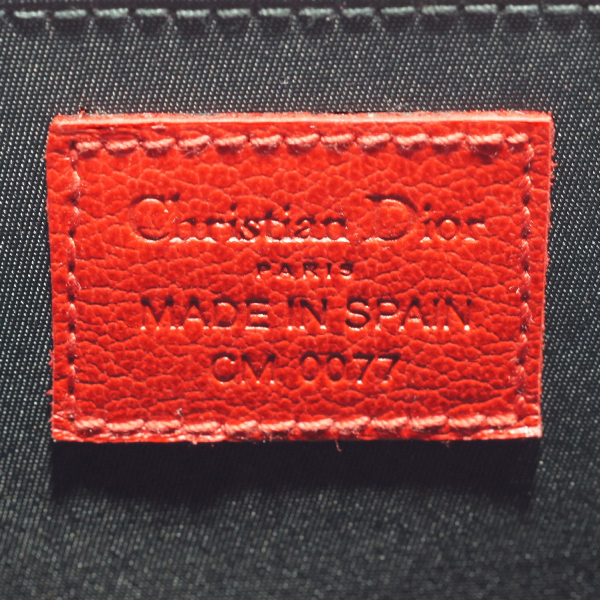 Christian Dior
PARIS
MADE IN SPAIN
CM-0077